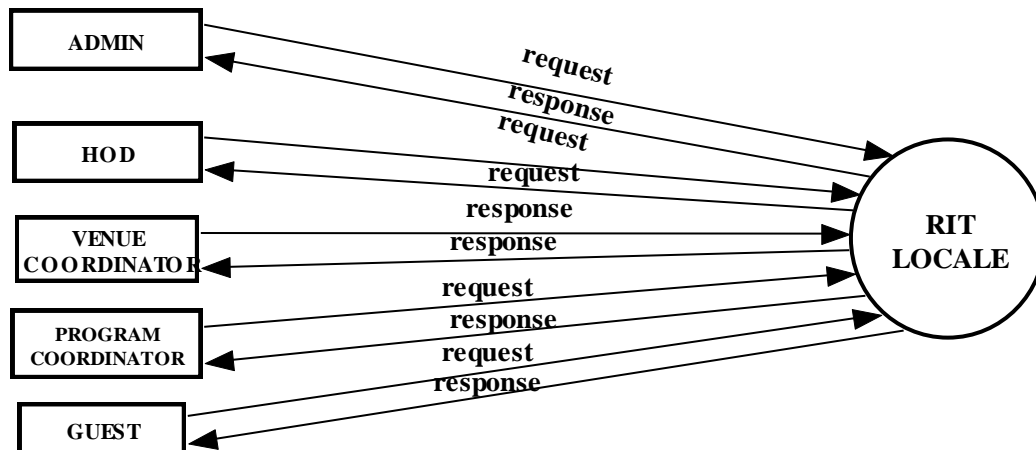 ADMIN
request
response
request
HOD
request
response
VENUE
COORDINATOR
response
RIT
LOCALE
request
PROGRAM
COORDINATOR
response
request
response
GUEST